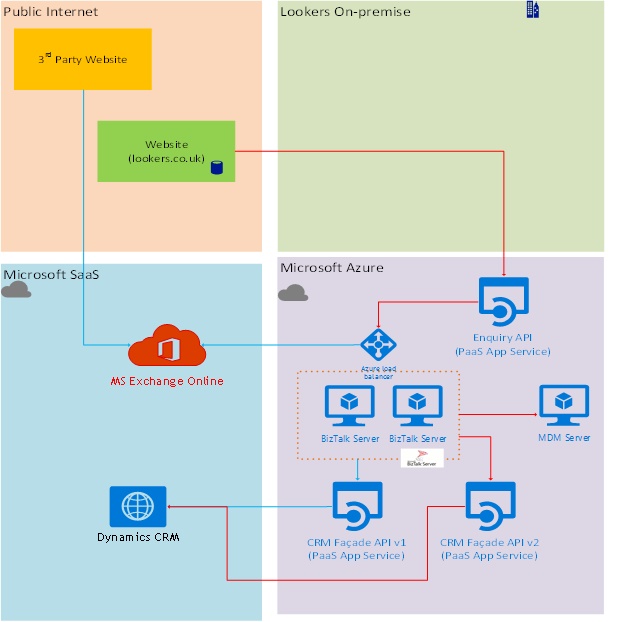 Public Internet
Lookers On-premise
3rd Party Website
Website
(lookers.co.uk)
Microsoft SaaS
Microsoft Azure
Enquiry API
(PaaS App Service)
Azure load
balancer
MS Exchange Online
BizTalk Server
BizTalk Server
MDM Server
BizTalk Server
CRM Façade API v1
(PaaS App Service)
CRM Façade API v2
(PaaS App Service)
Dynamics CRM